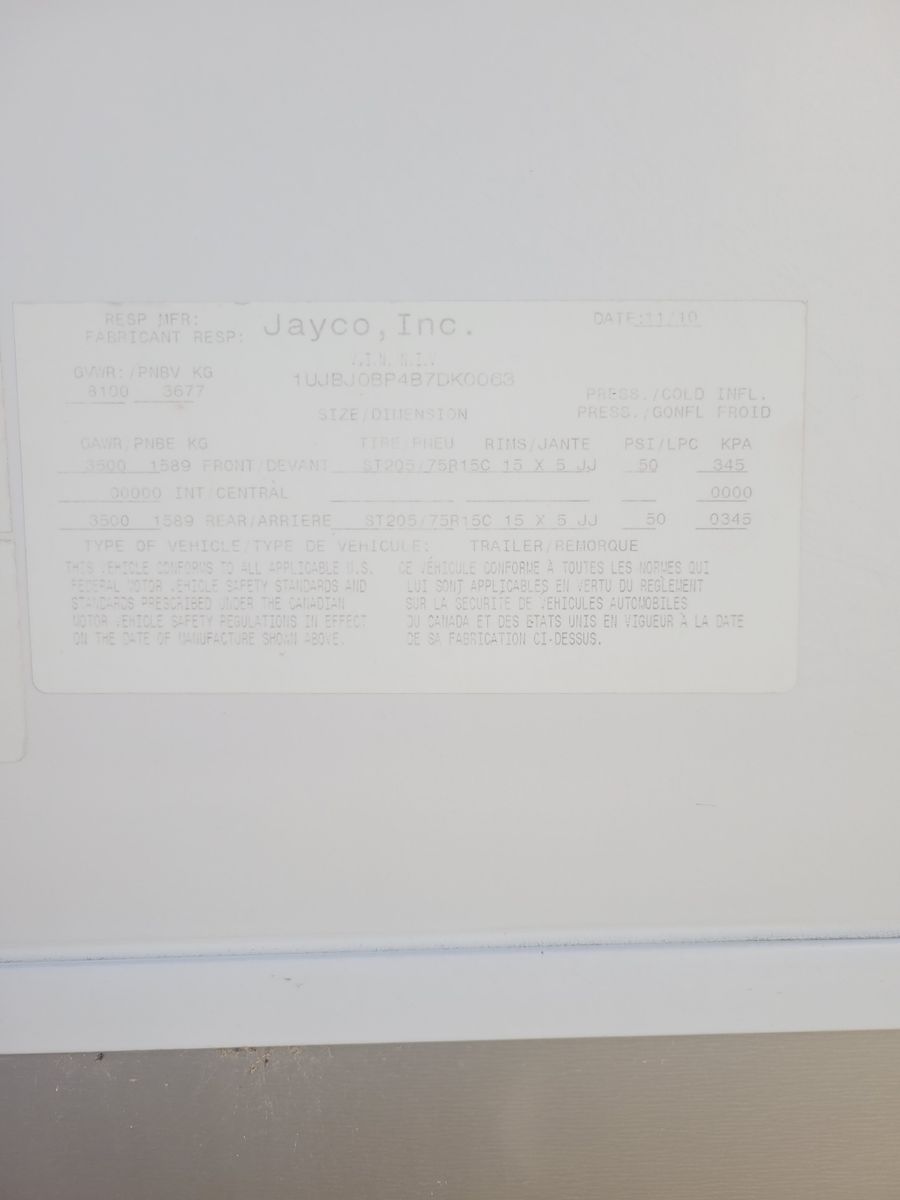 RESP MFR:
FABRICANT RESP: Jayco, Inc. DATE:11/10
V.I.N. N.I.V.
GVWR:/PNBV KG
8100 3677 1UJBJ0BP4B7DK0063
PRESS./COLD INFL.
SIZE/DIMENSION PRESS./GONFL FROID
GAWR/PNBE KG TIRE/PNEU RIMS/JANTE PSI/LPC KPA
3500 1589 FRONT/DEVANT ST205/75R15C 15 X 5 JJ 50 345
00000 INT/CENTRAL 0000
3500 1589 REAR/ARRIERE ST205/75R15C 15 X 5 JJ 50 0345
TYPE OF VEHICLE/TYPE DE VEHICULE: TRAILER/REMORQUE
THIS VEHICLE CONFORMS TO ALL APPLICABLE U.S.
FEDERAL MOTOR VEHICLE SAFETY STANDARDS AND
STANDARDS PRESCRIBED UNDER THE CANADIAN
MOTOR VEHICLE SAFETY REGULATIONS IN EFFECT
ON THE DATE OF MANUFACTURE SHOWN ABOVE.
CE VÉHICULE CONFORME À TOUTES LES NORMES QUI
LUI SONT APPLICABLES EN VERTU DU REGLEMENT
SUR LA SECURITE DE VEHICULES AUTOMOBILES
DU CANADA ET DES ÉTATS UNIS EN VIGUEUR À LA DATE
DE SA FABRICATION CI-DESSUS.